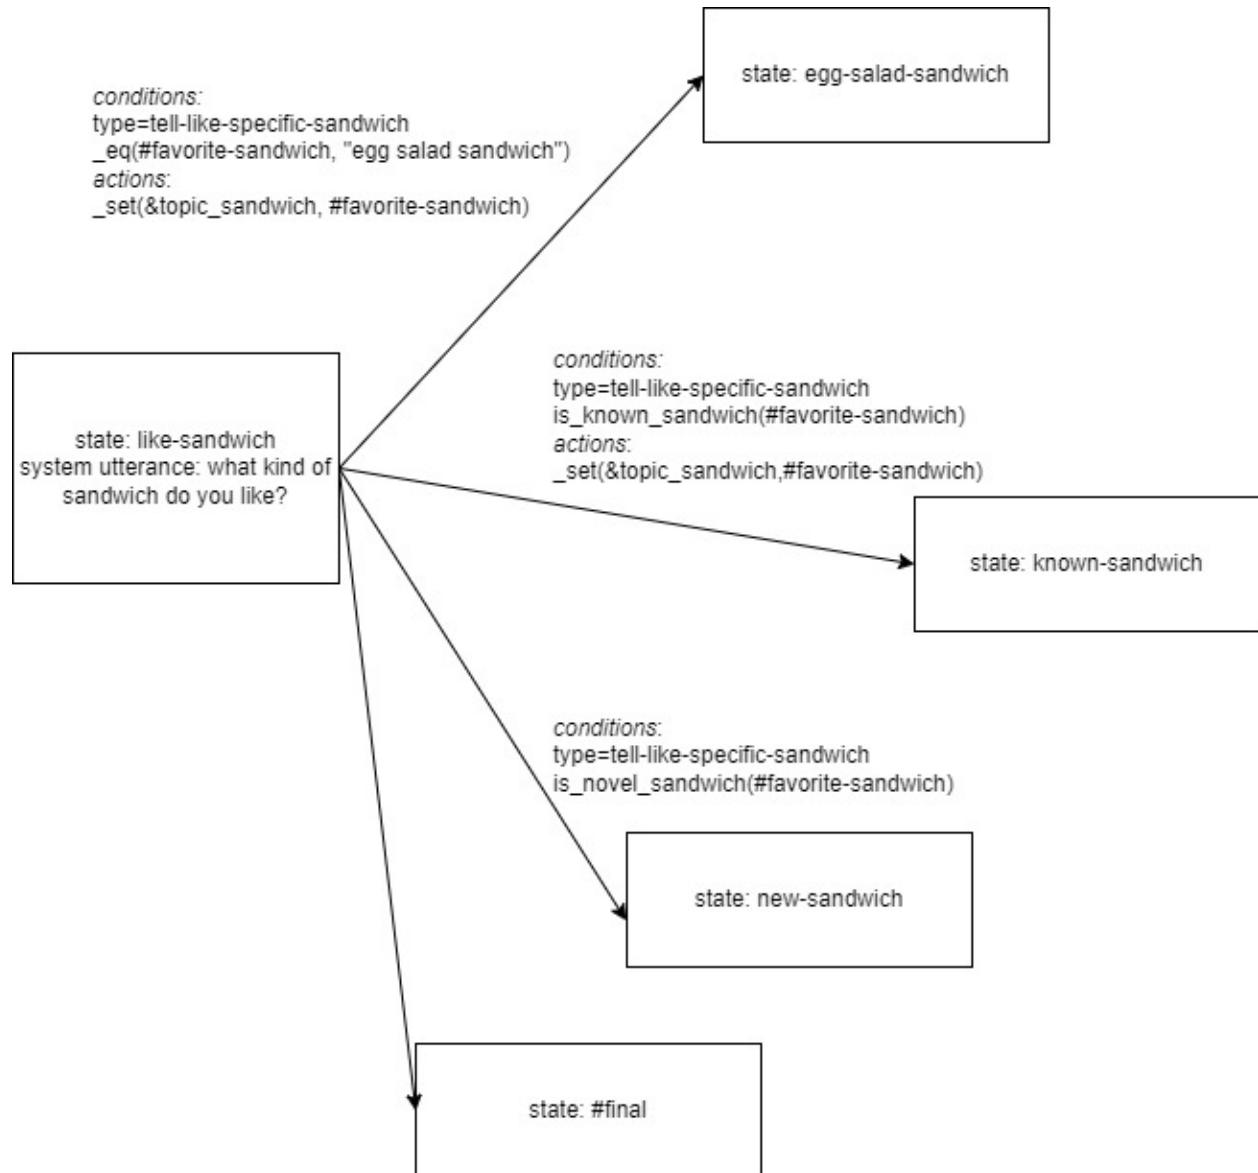 state: egg-salad-sandwich
conditions:
type=tell-like-specific-sandwich
_eq(#favorite-sandwich, "egg salad sandwich")
actions:
_set(&topic_sandwich, #favorite-sandwich)
state: like-sandwich
system utterance: what kind of
sandwich do you like?
conditions:
type=tell-like-specific-sandwich
is_known_sandwich(#favorite-sandwich)
actions:
_set(&topic_sandwich,#favorite-sandwich)
state: known-sandwich
conditions:
type=tell-like-specific-sandwich
is_novel_sandwich(#favorite-sandwich)
state: new-sandwich
state: #final